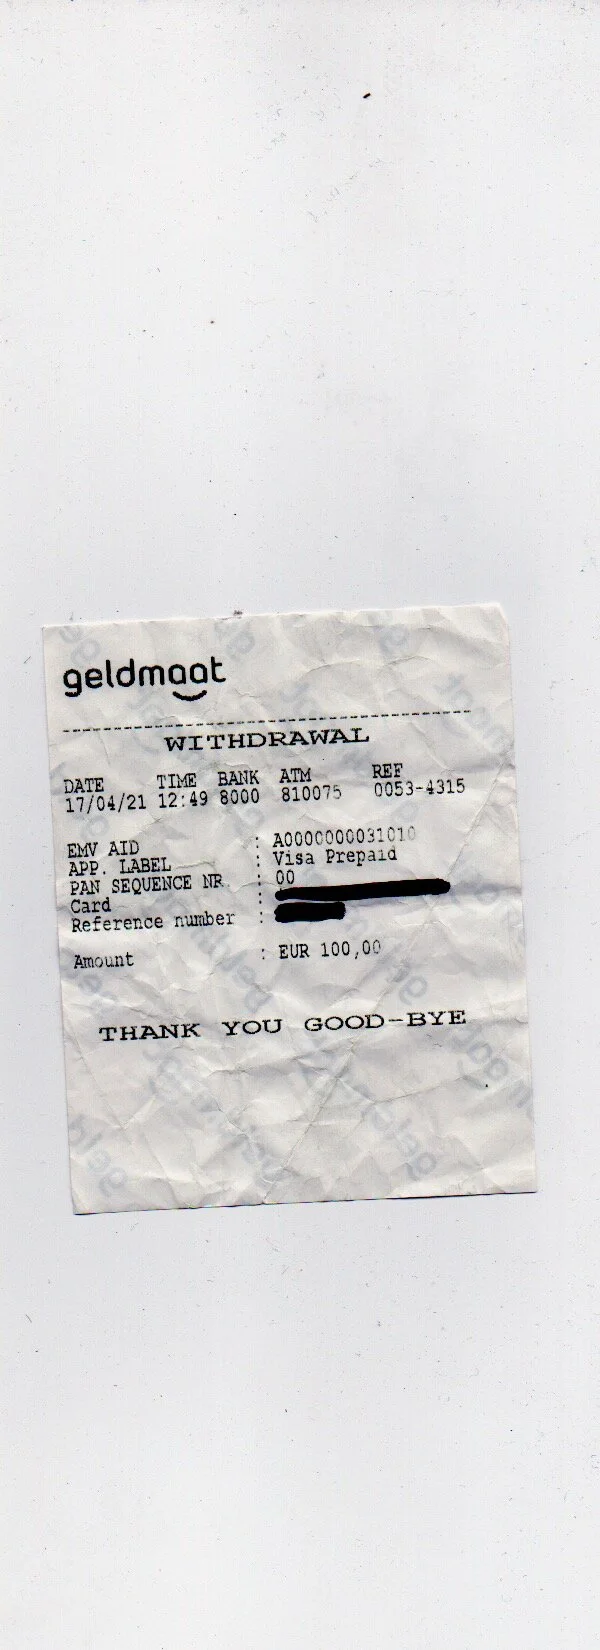 geldmaat
WITHDRAWAL
DATE TIME BANK ATM REF
17/04/21 12:49 8000 810075 0053-4315
EMV AID : A0000000031010
APP. LABEL : Visa Prepaid
PAN SEQUENCE NR. : 00
Card :
Reference number :
Amount : EUR 100,00
THANK YOU GOOD-BYE